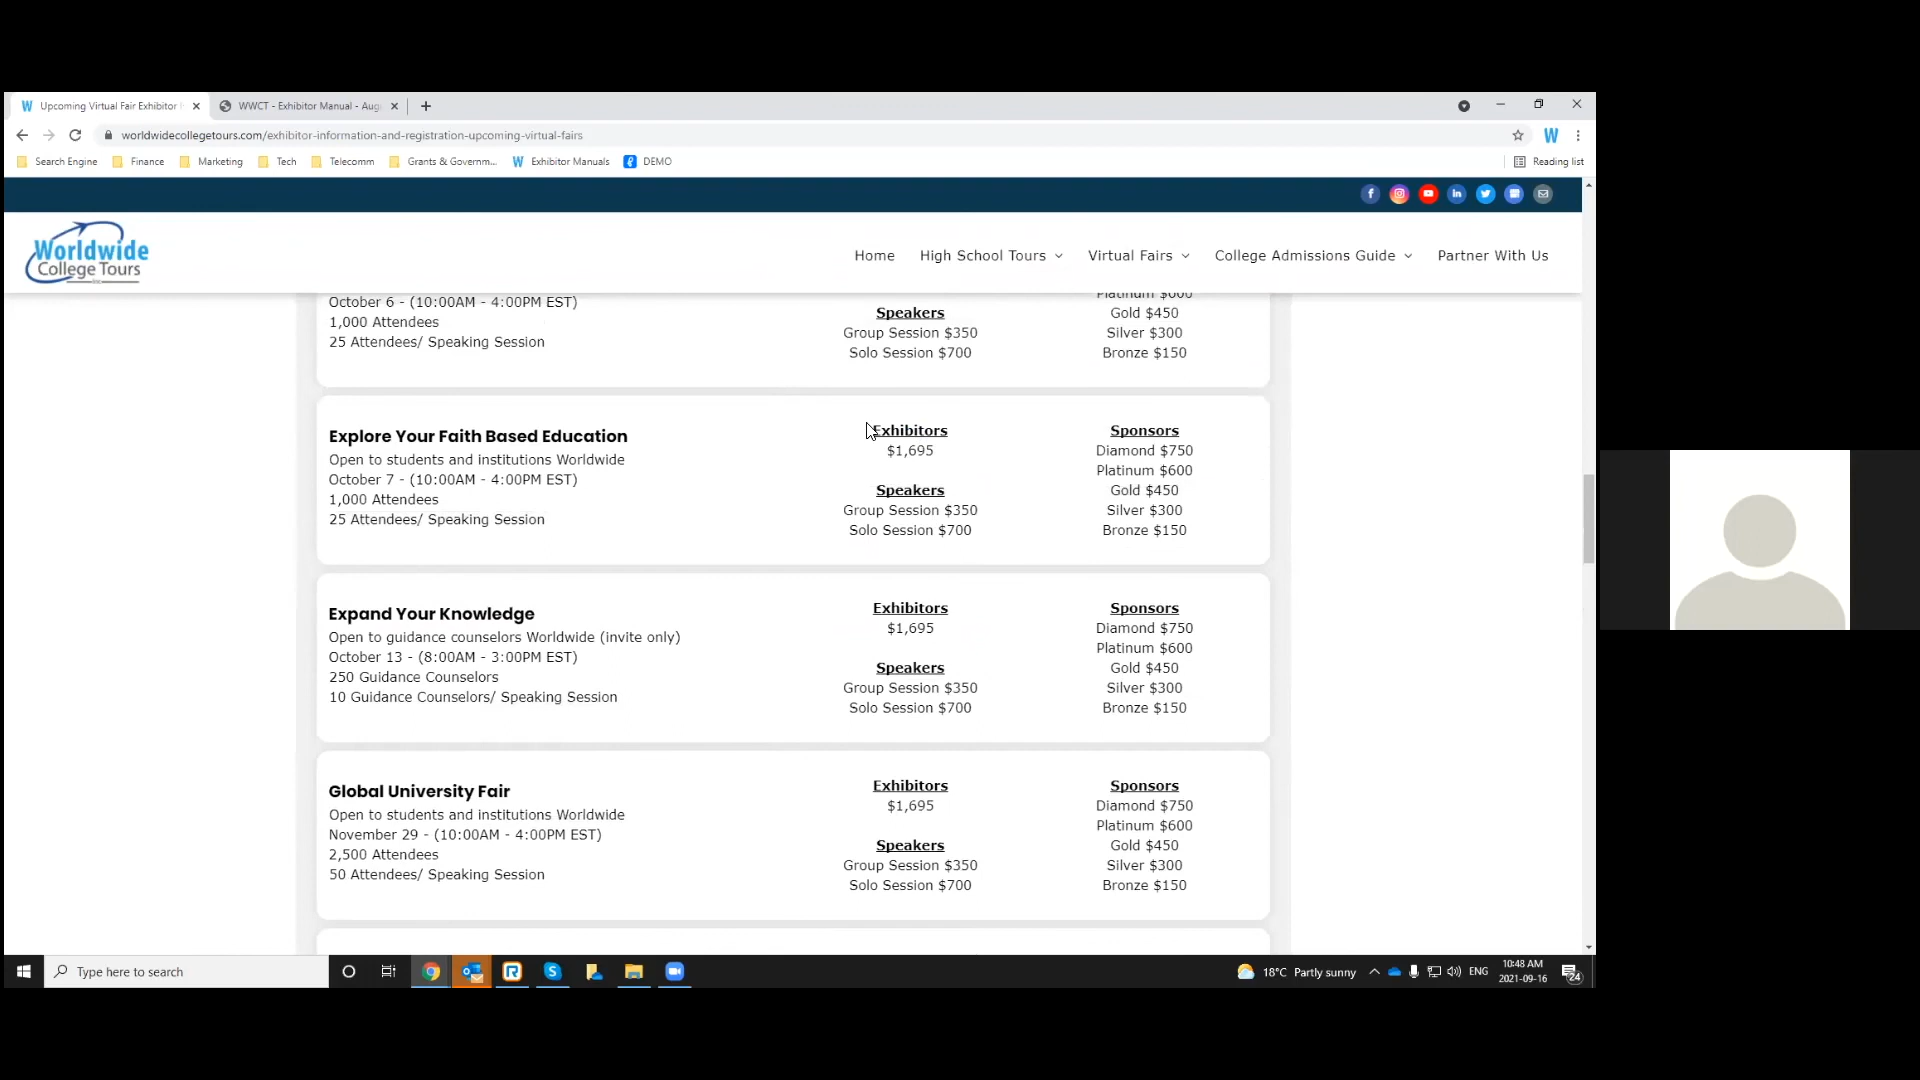 Upcoming Virtual Fair Exhibitor
WWCT - Exhibitor Manual - Aug
worldwidecollegetours.com/exhibitor-information-and-registration-upcoming-virtual-fairs
Search Engine
Finance
Marketing
Tech
Telecomm
Grants & Governm...
Exhibitor Manuals
DEMO
Reading list
Worldwide
College Tours
Home
High School Tours
Virtual Fairs
College Admissions Guide
Partner With Us
October 6 - (10:00AM - 4:00PM EST)
1,000 Attendees
25 Attendees/ Speaking Session
Speakers
Group Session $350
Solo Session $700
Platinum $600
Gold $450
Silver $300
Bronze $150
Explore Your Faith Based Education
Open to students and institutions Worldwide
October 7 - (10:00AM - 4:00PM EST)
1,000 Attendees
25 Attendees/ Speaking Session
Exhibitors
$1,695
Speakers
Group Session $350
Solo Session $700
Sponsors
Diamond $750
Platinum $600
Gold $450
Silver $300
Bronze $150
Expand Your Knowledge
Open to guidance counselors Worldwide (invite only)
October 13 - (8:00AM - 3:00PM EST)
250 Guidance Counselors
10 Guidance Counselors/ Speaking Session
Exhibitors
$1,695
Speakers
Group Session $350
Solo Session $700
Sponsors
Diamond $750
Platinum $600
Gold $450
Silver $300
Bronze $150
Global University Fair
Open to students and institutions Worldwide
November 29 - (10:00AM - 4:00PM EST)
2,500 Attendees
50 Attendees/ Speaking Session
Exhibitors
$1,695
Speakers
Group Session $350
Solo Session $700
Sponsors
Diamond $750
Platinum $600
Gold $450
Silver $300
Bronze $150
Type here to search
18°C Partly sunny
ENG
10:48 AM
2021-09-16
24